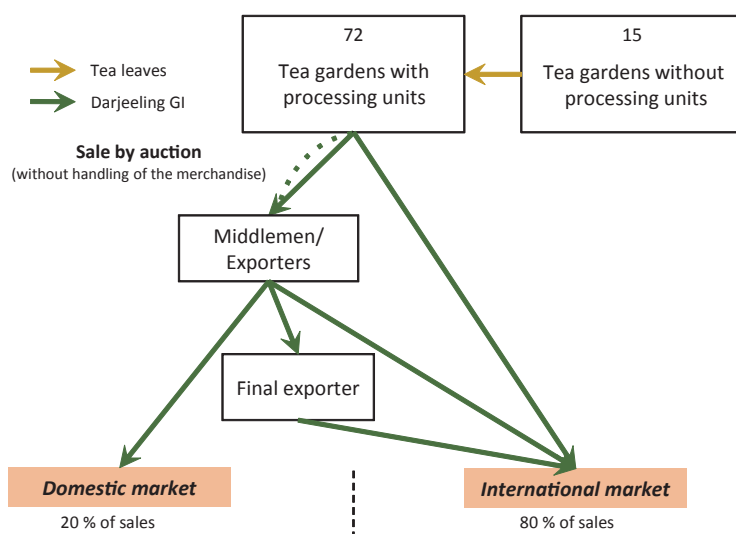 72
Tea gardens with
processing units
15
Tea gardens without
processing units
Tea leaves
Darjeeling GI
Sale by auction
(without handling of the merchandise)
Middlemen/
Exporters
Final exporter
Domestic market
20 % of sales
International market
80 % of sales